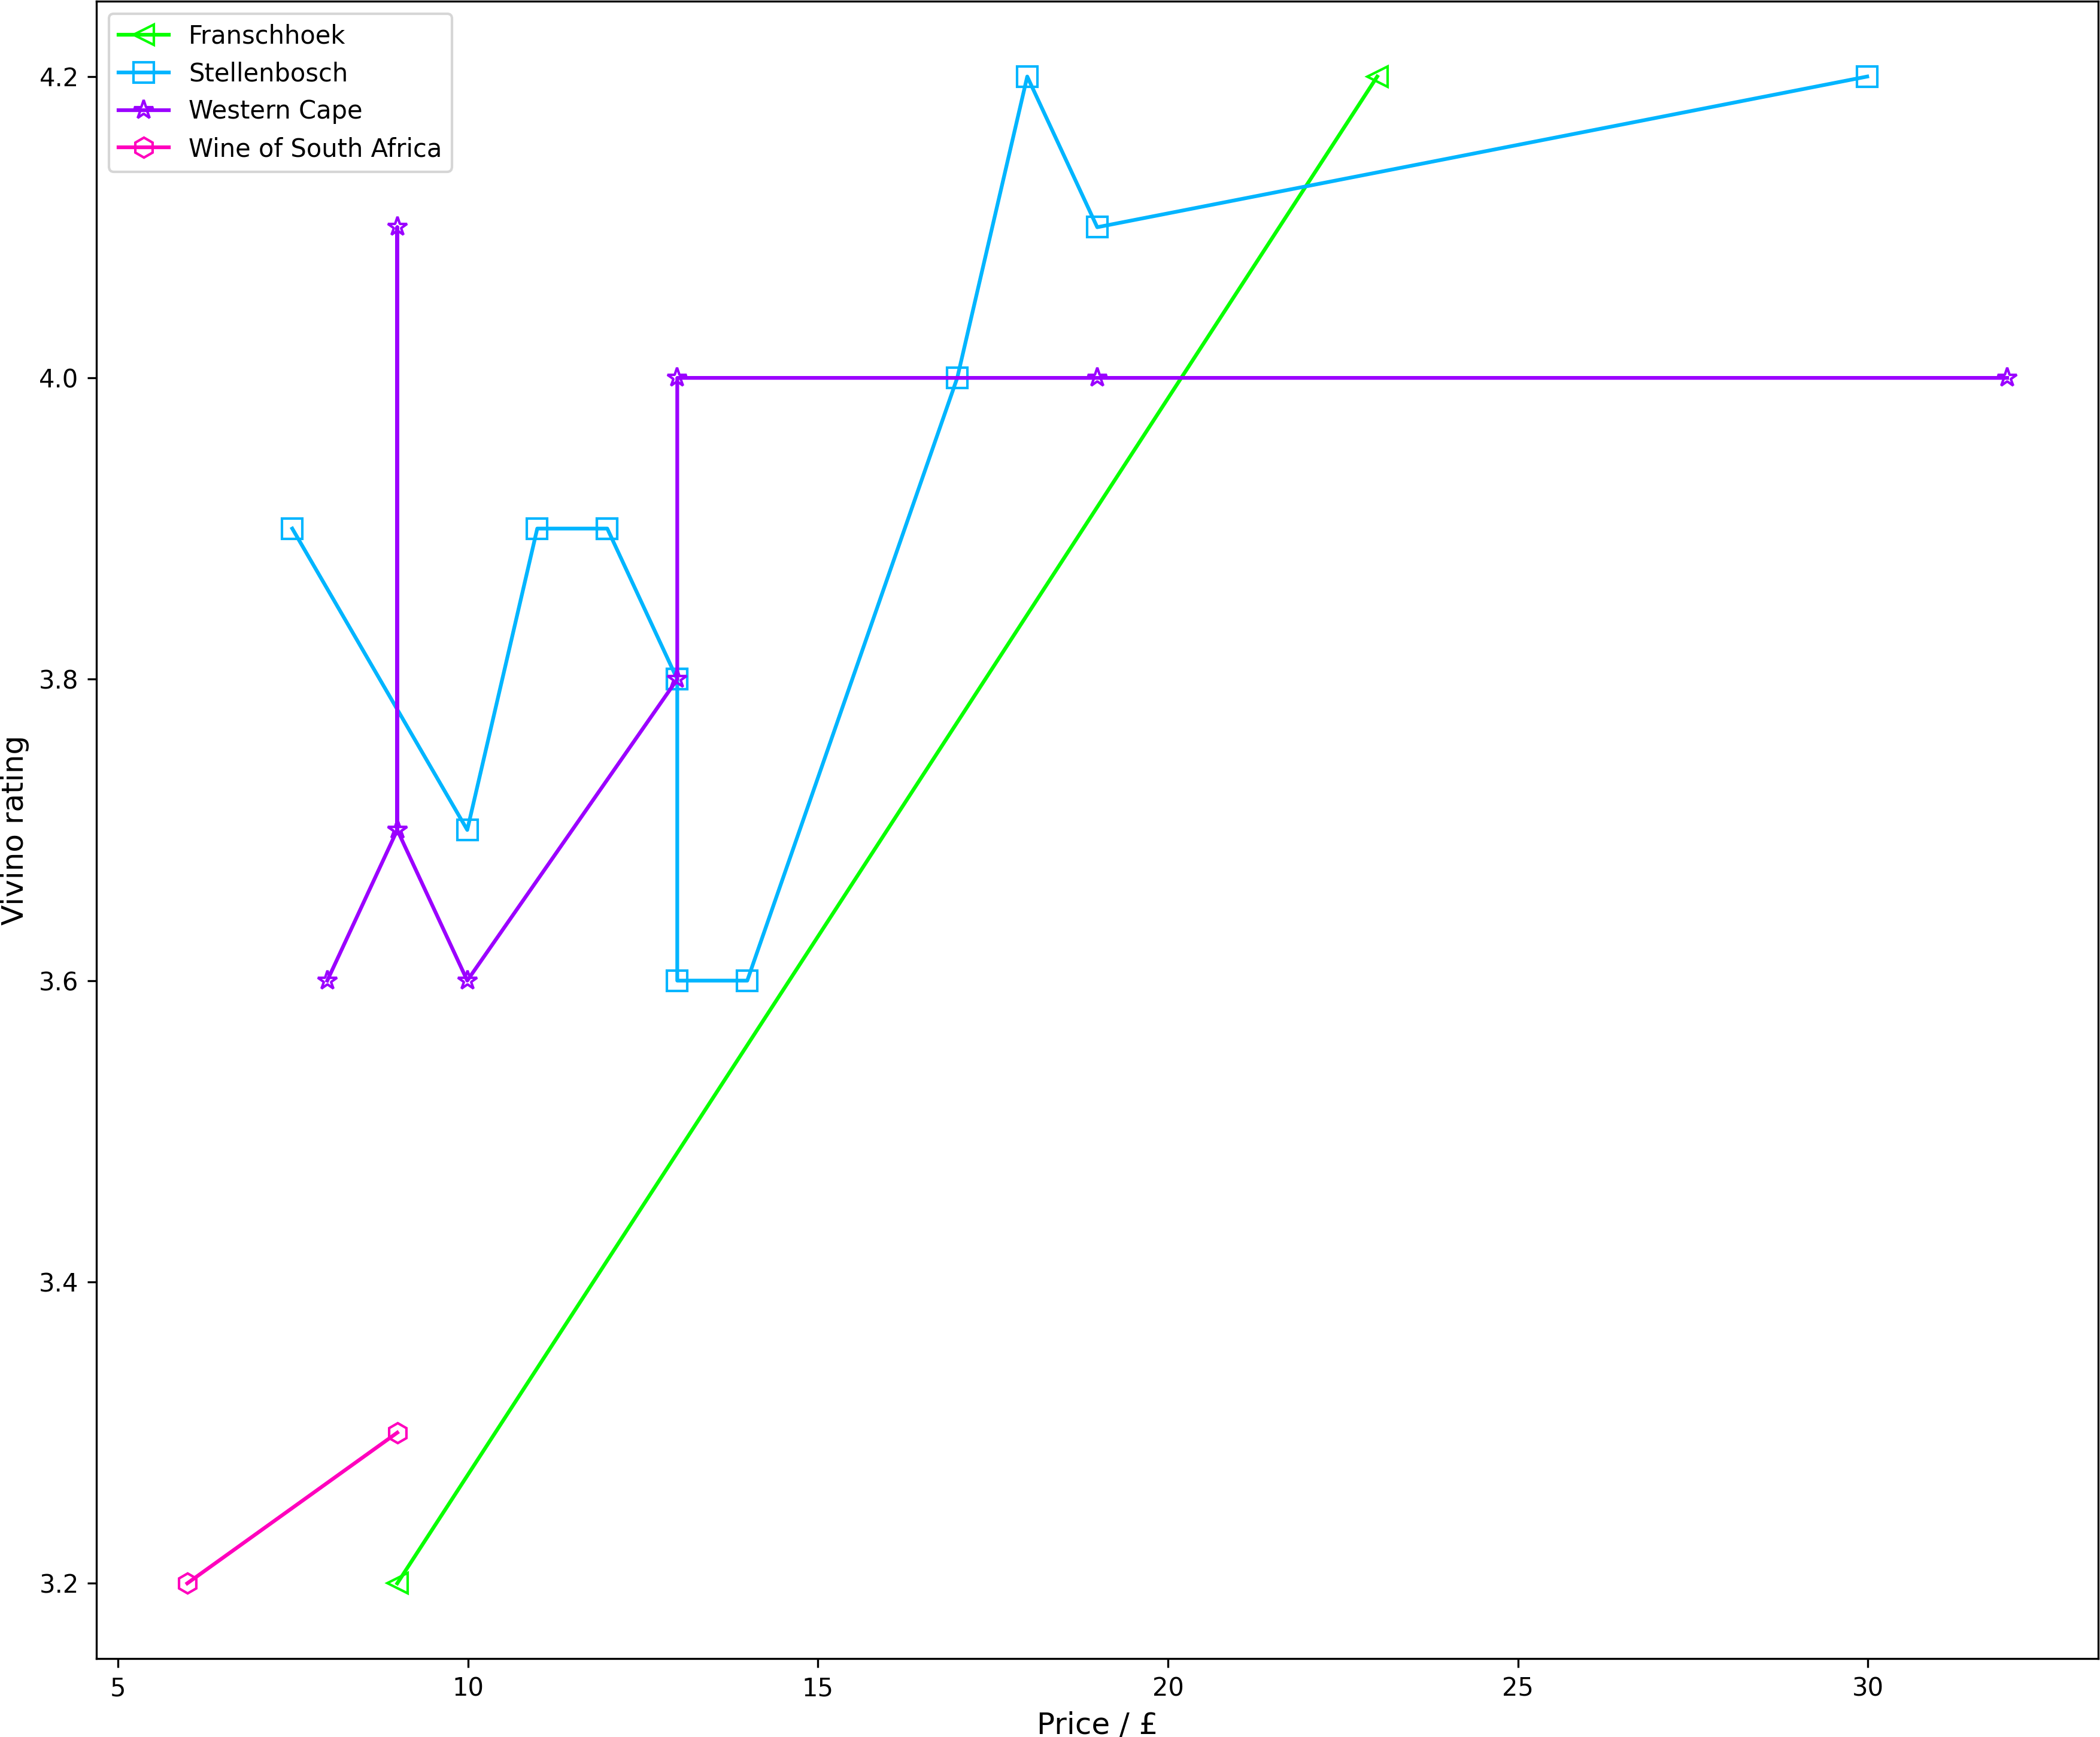 Franschhoek
Stellenbosch
Western Cape
Wine of South Africa
4.2
4.0
3.8
3.6
3.4
3.2
Vivino rating
5 10 15 20 25 30
Price / £